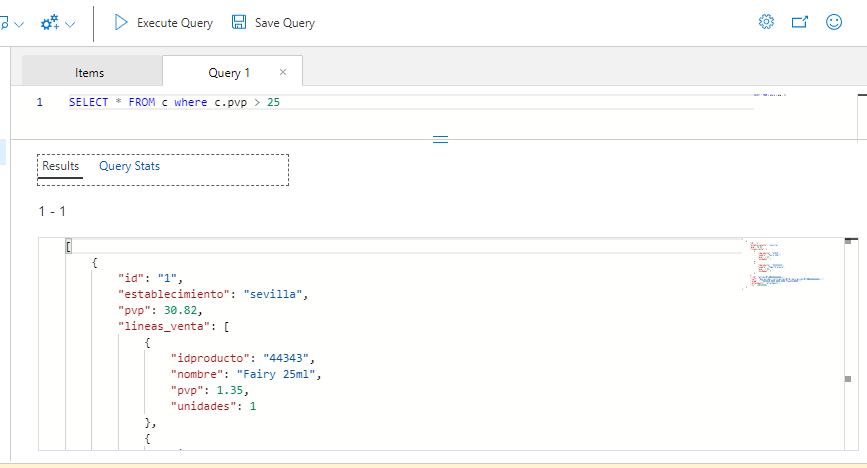 Execute Query Save Query
Items Query 1 ×
1 SELECT * FROM c where c.pvp > 25
Results Query Stats
1 - 1
[
{
"id": "1",
"establecimiento": "sevilla",
"pvp": 30.82,
"lineas_venta": [
{
"idproducto": "44343",
"nombre": "Fairy 25ml",
"pvp": 1.35,
"unidades": 1
},
{